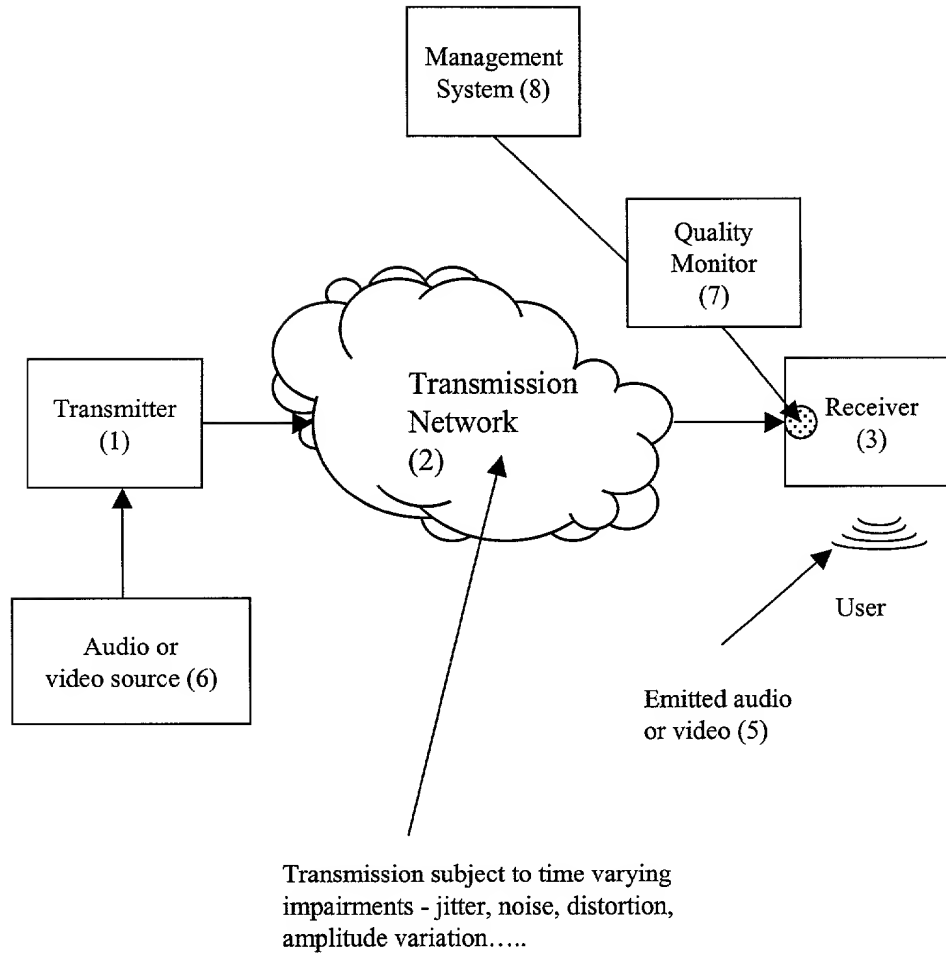 Management
System (8)
Quality
Monitor
(7)
Transmission
Network
(2)
Transmitter
(1)
Receiver
(3)
User
Audio or
video source (6)
Emitted audio
or video (5)
Transmission subject to time varying
impairments - jitter, noise, distortion,
amplitude variation…..